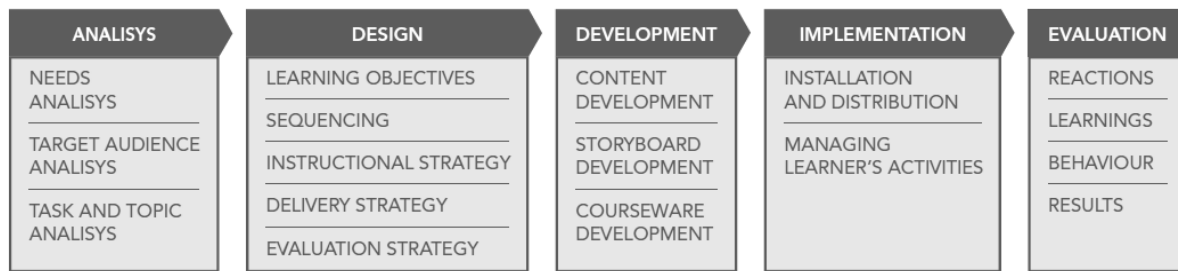 ANALISYS
NEEDS
ANALISYS
TARGET AUDIENCE
ANALISYS
TASK AND TOPIC
ANALISYS
DESIGN
LEARNING OBJECTIVES
SEQUENCING
INSTRUCTIONAL STRATEGY
DELIVERY STRATEGY
EVALUATION STRATEGY
DEVELOPMENT
CONTENT
DEVELOPMENT
STORYBOARD
DEVELOPMENT
COURSEWARE
DEVELOPMENT
IMPLEMENTATION
INSTALLATION
AND DISTRIBUTION
MANAGING
LEARNER'S ACTIVITIES
EVALUATION
REACTIONS
LEARNINGS
BEHAVIOUR
RESULTS